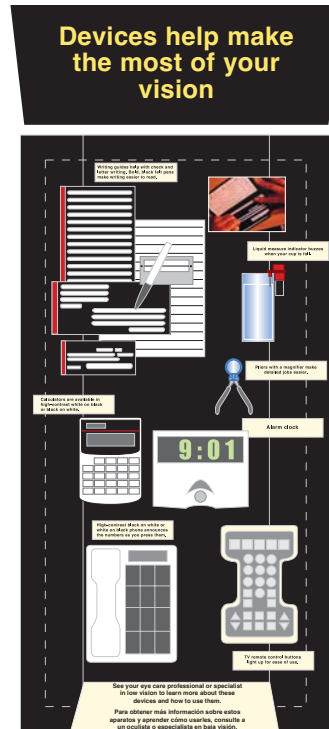 Devices help make
the most of your
vision
Writing guides help with check and
letter writing. Bold, black felt pens
make writing easier to read.
Liquid measure indicator buzzes
when your cup is full.
Pliers with a magnifier make
detailed jobs easier.
Calculators are available in
high-contrast white on black
or black on white.
Alarm clock
9:01
High-contrast black on white or
white on black phone announces
the numbers as you press them.
TV remote control buttons
light up for ease of use.
See your eye care professional or specialist
in low vision to learn more about these
devices and how to use them.
Para obtener más información sobre estos
aparatos y aprender cómo usarles, consulte a
un oculista o especialista en baja visión.